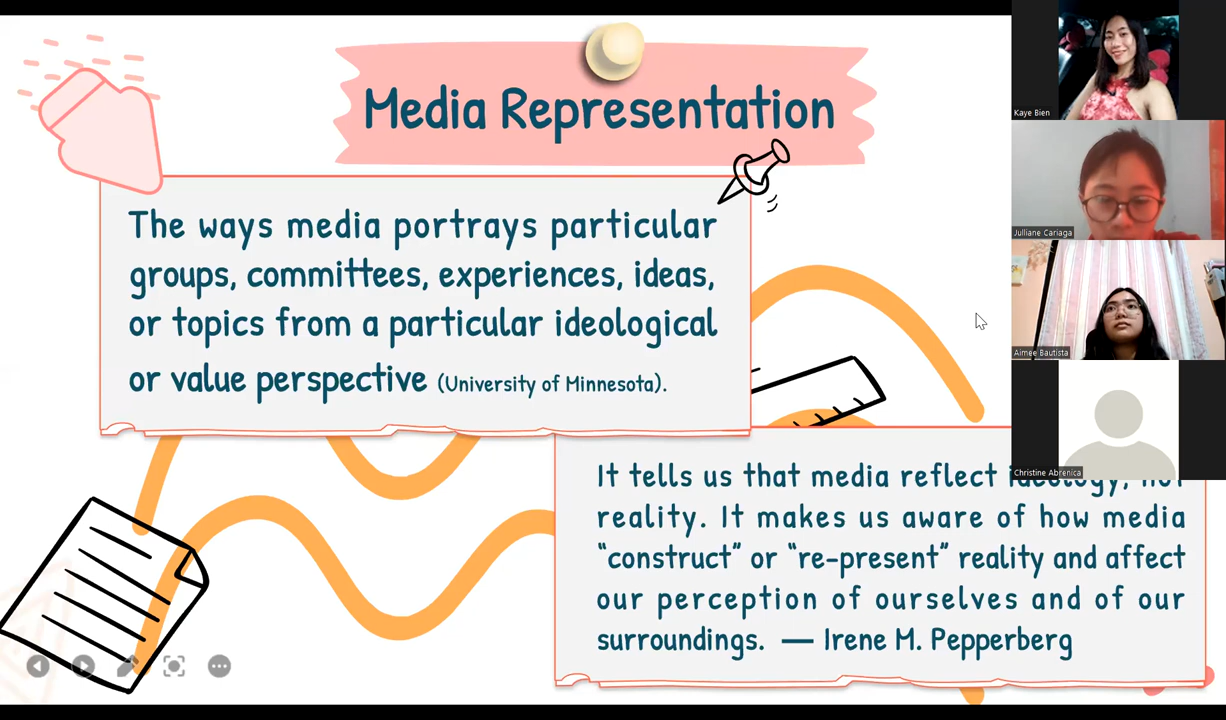 Media Representation
The ways media portrays particular
groups, committees, experiences, ideas,
or topics from a particular ideological
or value perspective (University of Minnesota).
It tells us that media reflect ideology, not
reality. It makes us aware of how media
“construct” or “re-present” reality and affect
our perception of ourselves and of our
surroundings. — Irene M. Pepperberg
Kaye Bien
Julliane Cariaga
Aimee Bautista
Christine Abrenica